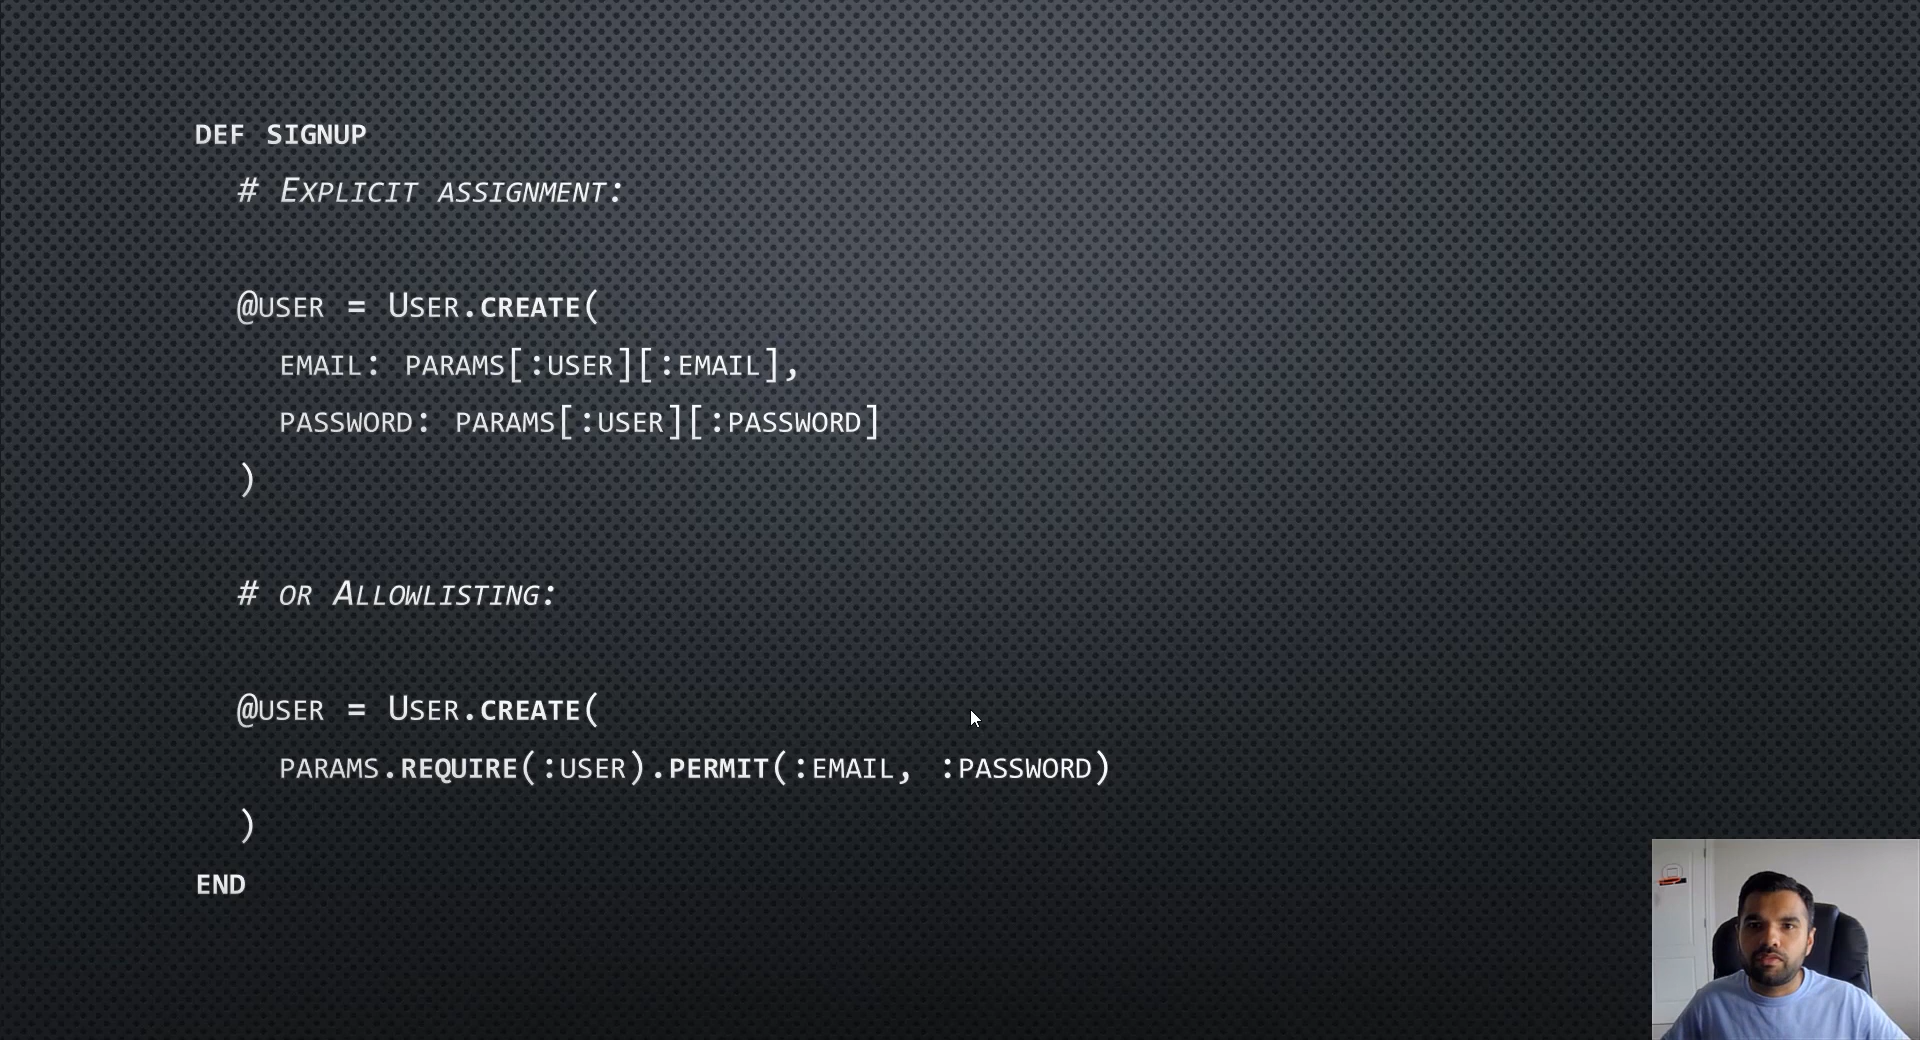 DEF SIGNUP
# EXPLICIT ASSIGNMENT:
@USER = USER.CREATE(
EMAIL: PARAMS[:USER][:EMAIL],
PASSWORD: PARAMS[:USER][:PASSWORD]
)
# OR ALLOWLISTING:
@USER = USER.CREATE(
PARAMS.REQUIRE(:USER).PERMIT(:EMAIL, :PASSWORD)
)
END